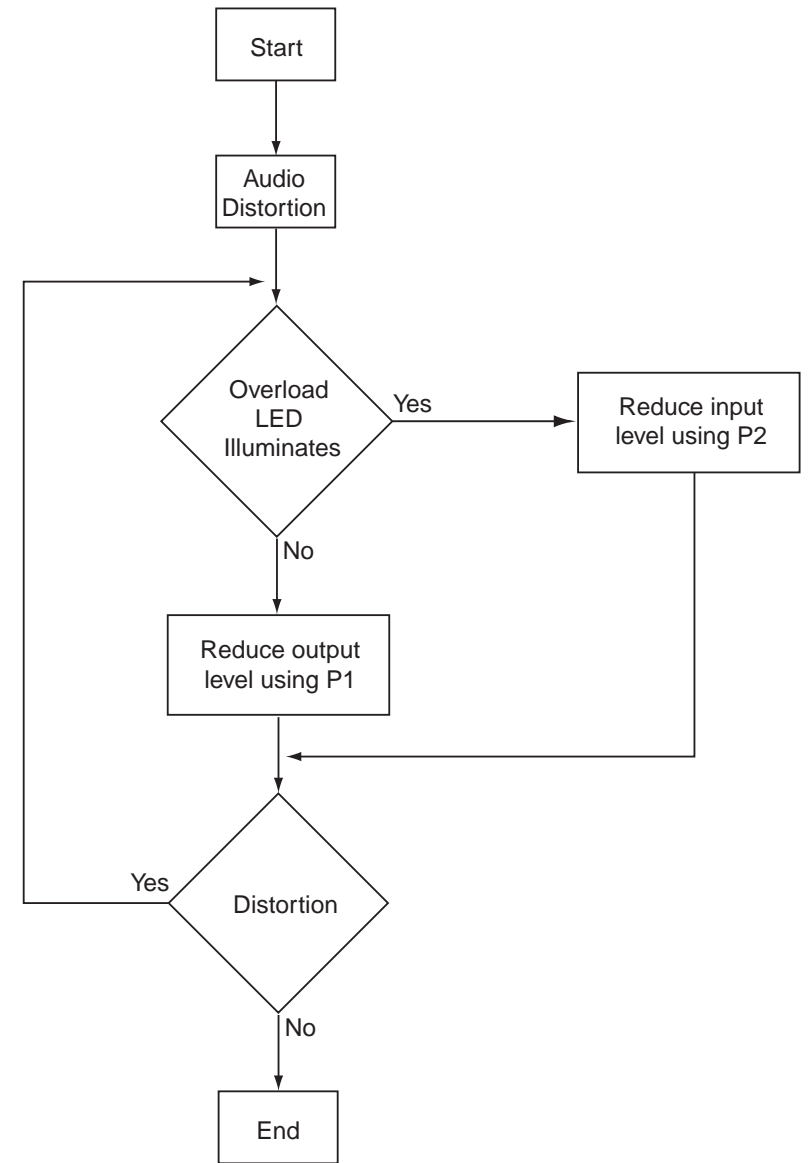 Start
Audio
Distortion
Overload
LED
Illuminates
Yes
Reduce input
level using P2
No
Reduce output
level using P1
Yes
Distortion
No
End